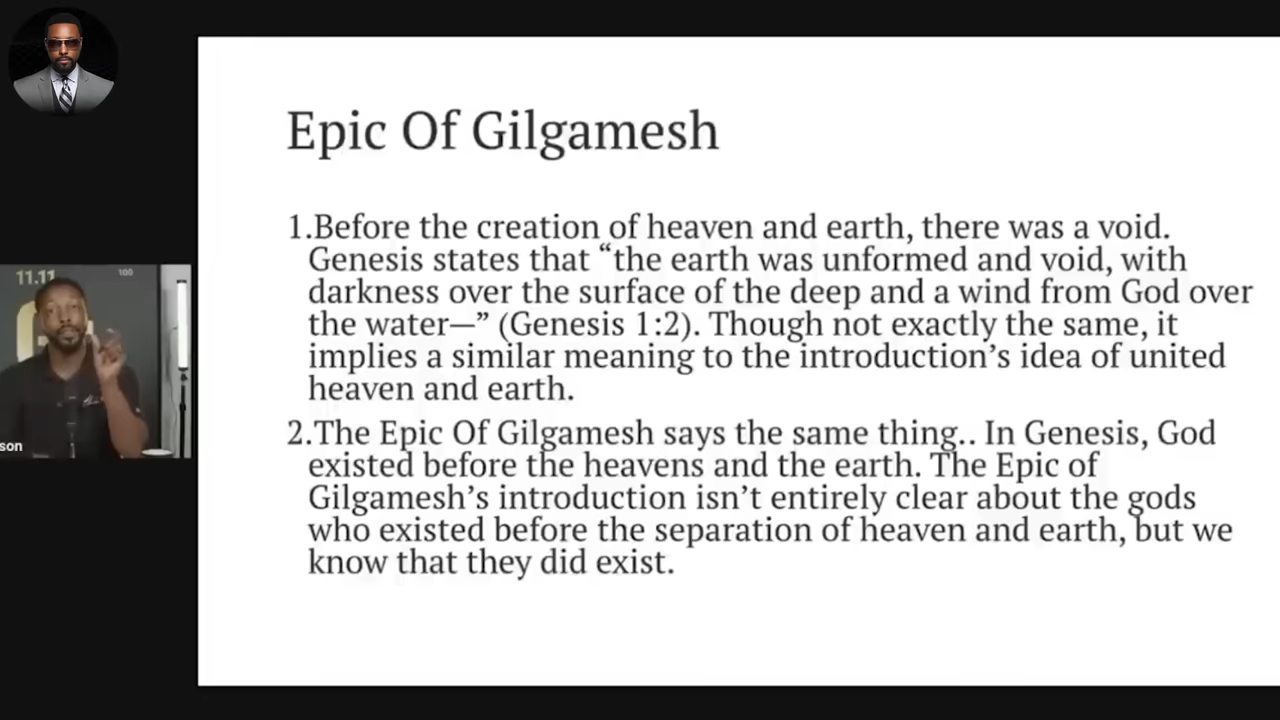 Epic Of Gilgamesh
1.Before the creation of heaven and earth, there was a void.
Genesis states that “the earth was unformed and void, with
darkness over the surface of the deep and a wind from God over
the water—” (Genesis 1:2). Though not exactly the same, it
implies a similar meaning to the introduction’s idea of united
heaven and earth.
2.The Epic Of Gilgamesh says the same thing.. In Genesis, God
existed before the heavens and the earth. The Epic of
Gilgamesh’s introduction isn’t entirely clear about the gods
who existed before the separation of heaven and earth, but we
know that they did exist.
11.11
100
son